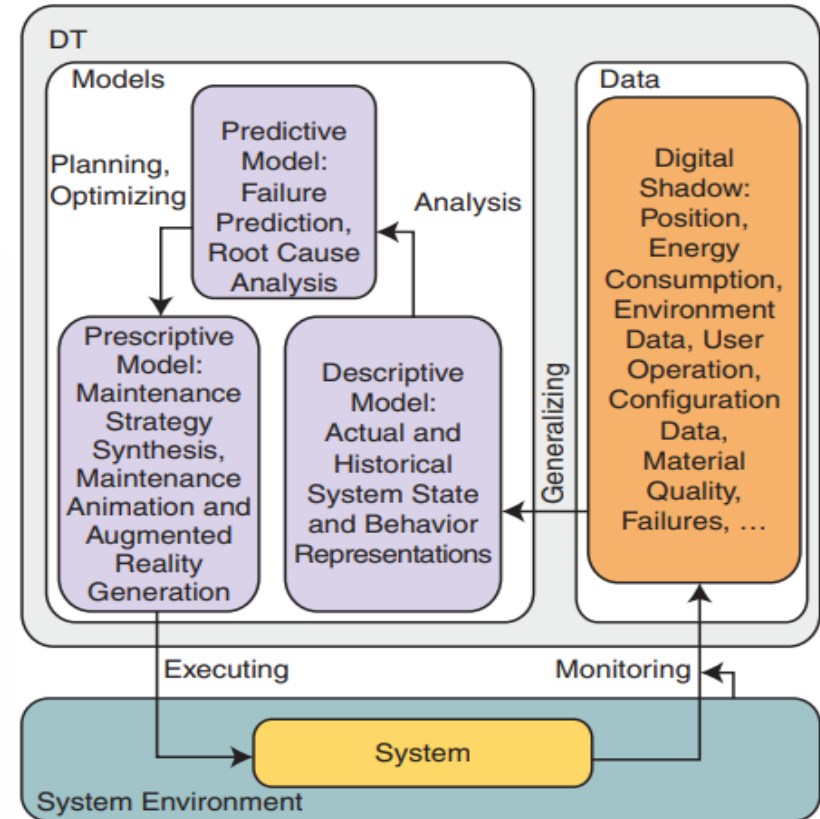 DT
Models
Predictive
Model:
Failure
Prediction,
Root Cause
Analysis
Planning,
Optimizing
Analysis
Prescriptive
Model:
Maintenance
Strategy
Synthesis,
Maintenance
Animation and
Augmented
Reality
Generation
Descriptive
Model:
Actual and
Historical
System State
and Behavior
Representations
Generalizing
Data
Digital
Shadow:
Position,
Energy
Consumption,
Environment
Data, User
Operation,
Configuration
Data,
Material
Quality,
Failures, ...
Executing
Monitoring
System
System Environment